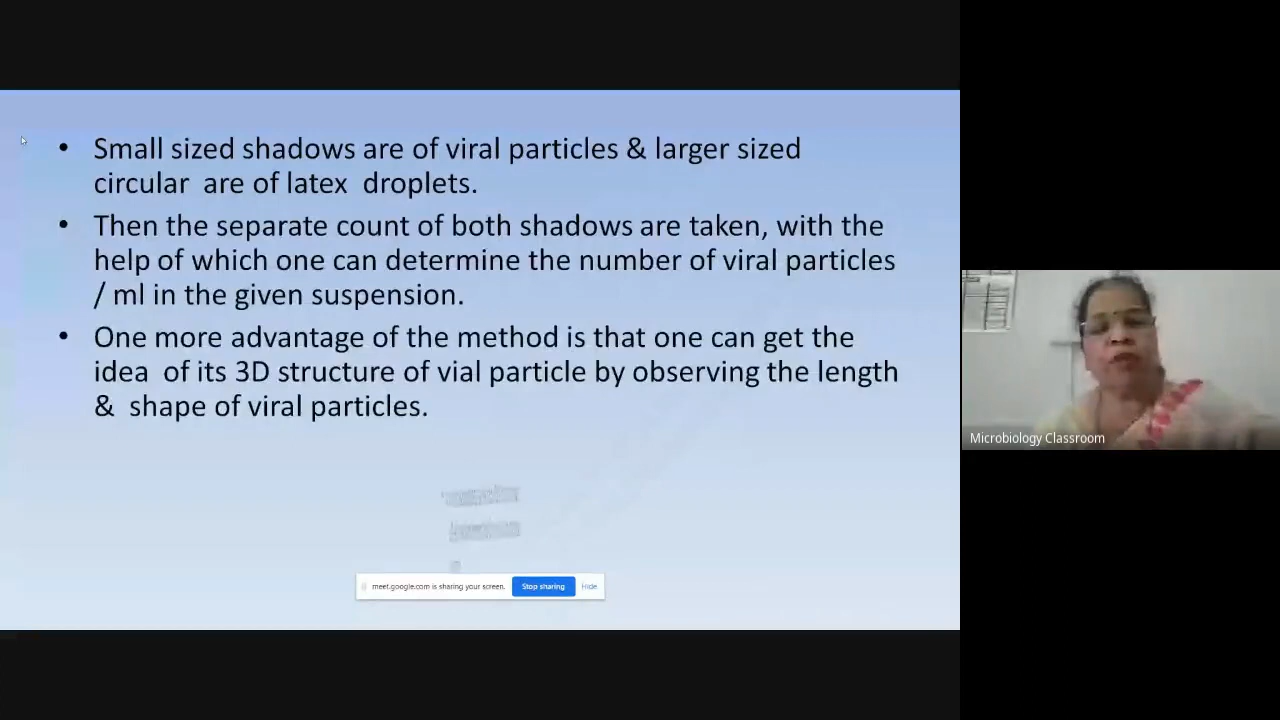 • Small sized shadows are of viral particles & larger sized
circular are of latex droplets.
• Then the separate count of both shadows are taken, with the
help of which one can determine the number of viral particles
/ ml in the given suspension.
• One more advantage of the method is that one can get the
idea of its 3D structure of vial particle by observing the length
& shape of viral particles.
meet.google.com is sharing your screen. Stop sharing Hide
Microbiology Classroom